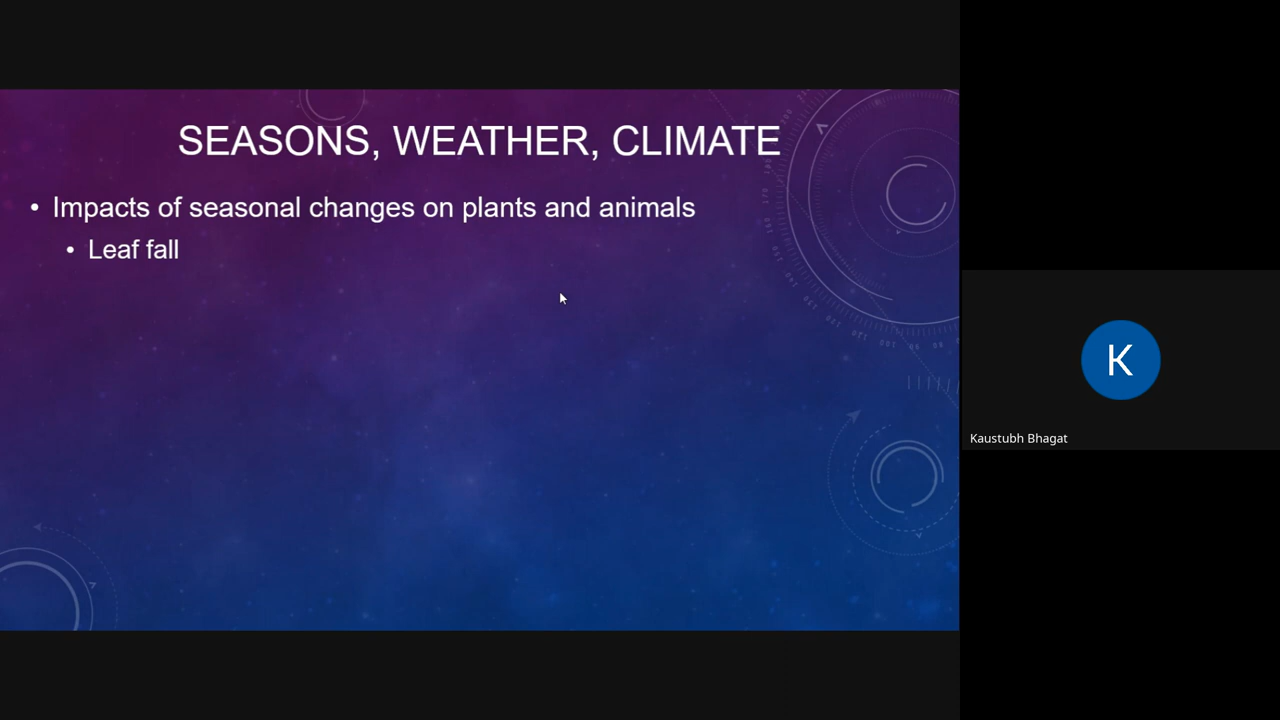 SEASONS, WEATHER, CLIMATE
• Impacts of seasonal changes on plants and animals
• Leaf fall
K
Kaustubh Bhagat